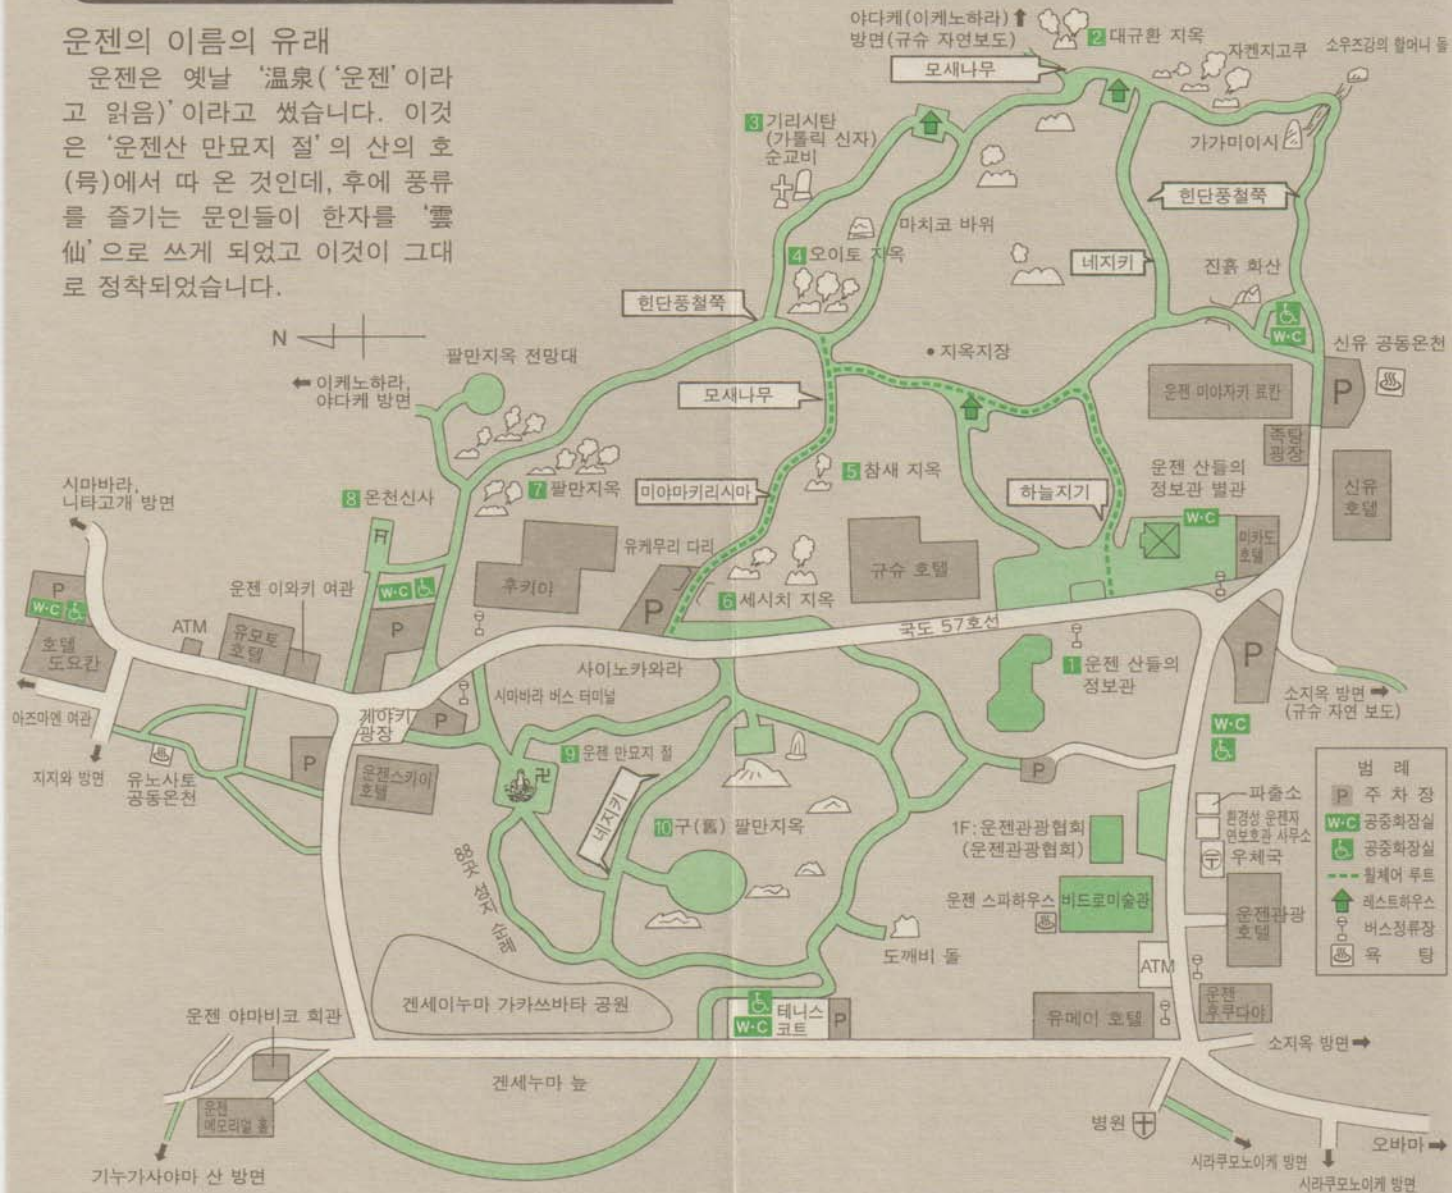 운젠의 이름의 유래
운젠은 옛날 ‘温泉(‘운젠’이라
고 읽음)’이라고 썼습니다. 이것
은 ‘운젠산 만묘지 절’의 산의 호
(号)에서 따 온 것인데, 후에 풍류
를 즐기는 문인들이 한자를 ‘雲
仙’으로 쓰게 되었고 이것이 그대
로 정착되었습니다.
야다케(이케노하라)⬆
방면(규슈 자연보도)
모새나무
2 대규환 지옥
자켄지고쿠
소우즈강의 할머니 돌
3 기리시탄
(가톨릭 신자)
순교비
가가미이시
힌단풍철쭉
마치코 바위
4 오이토 지옥
네지키
진흙 화산
W·C
힌단풍철쭉
N
팔만지옥 전망대
⬅ 이케노하라,
야다케 방면
• 지옥지장
모새나무
신유 공동온천
운젠 미야자키 료칸
P
족탕
광장
시마바라,
니타고개 방면
8 온천신사
7 팔만지옥
미야마키리시마
5 참새 지옥
하늘지기
운젠 산들의
정보관 별관
W·C
신유
호텔
미카도
호텔
유케무리 다리
후키야
규슈 호텔
P
6 세시치 지옥
운젠 이와키 여관
W·C
P
P
W·C
ATM
유모토
호텔
호텔
도요칸
국도 57호선
사이노카와라
1 운젠 산들의
정보관
P
소지옥 방면 ➡
(규슈 자연 보도)
아즈마엔 여관
시마바라 버스 터미널
게야키
광장
P
W·C
지지와 방면
유노사토
공동온천
P
운젠스카이
호텔
9 운젠 만묘지 절
卍
네지키
P
범 례
P 주 차 장
W·C 공중화장실
공중화장실
휠체어 루트
레스트하우스
버스정류장
욕 탕
파출소
환경성 운젠자
연보호관 사무소
우체국
10 구(舊) 팔만지옥
1F:운젠관광협회
(운젠관광협회)
88곳 성지 순례
운젠 스파하우스
비드로미술관
운젠관광
호텔
도깨비 돌
ATM
겐세이누마 가카쓰바타 공원
W·C
테니스
코트
P
유메이 호텔
운젠
후쿠다야
운젠 야마비코 회관
소지옥 방면➡
겐세누마 늪
운젠
메모리얼 홀
병원
오바마➡
기누가사야마 산 방면
시라쿠모노이케 방면
시라쿠모노이케 방면